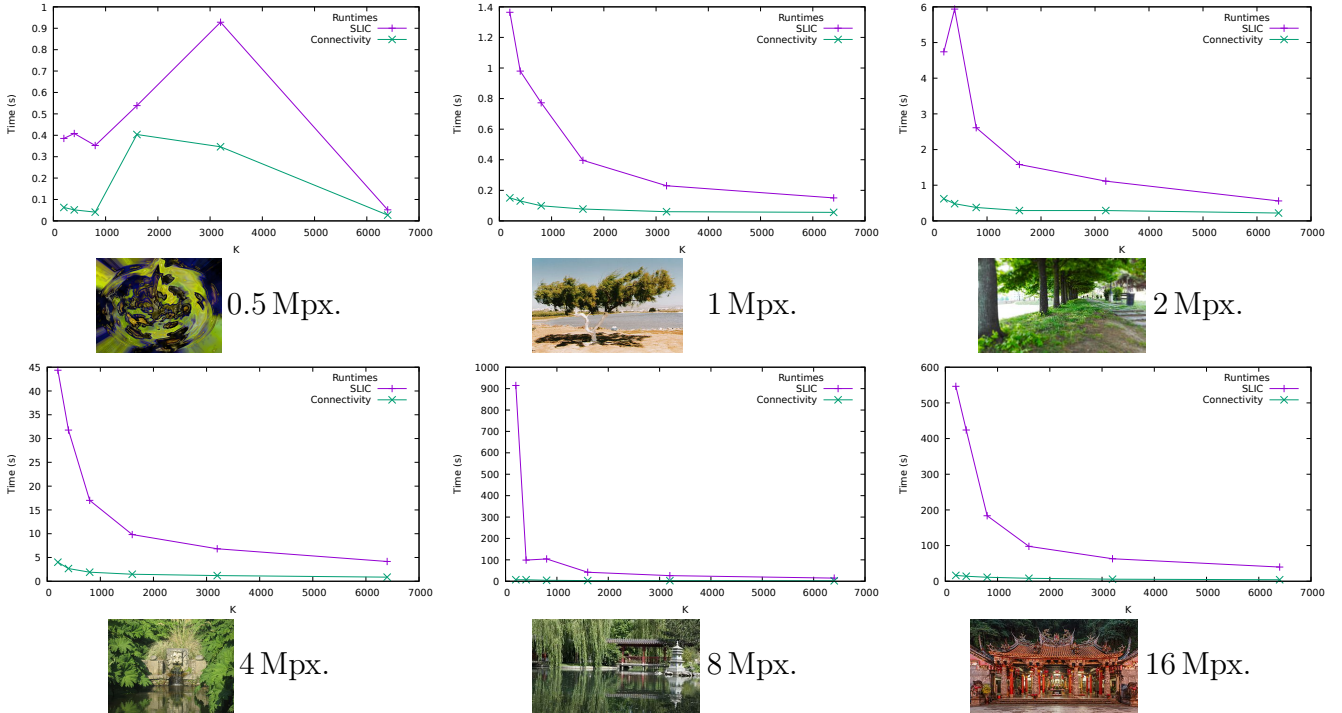 Runtimes
SLIC
Connectivity
1
0.9
0.8
0.7
0.6
0.5
0.4
0.3
0.2
0.1
0
Time (s)
0 1000 2000 3000 4000 5000 6000 7000
K
0.5 Mpx.
Runtimes
SLIC
Connectivity
1.4
1.2
1
0.8
0.6
0.4
0.2
0
Time (s)
0 1000 2000 3000 4000 5000 6000 7000
K
1 Mpx.
Runtimes
SLIC
Connectivity
6
5
4
3
2
1
0
Time (s)
0 1000 2000 3000 4000 5000 6000 7000
K
2 Mpx.
Runtimes
SLIC
Connectivity
45
40
35
30
25
20
15
10
5
0
Time (s)
0 1000 2000 3000 4000 5000 6000 7000
K
4 Mpx.
Runtimes
SLIC
Connectivity
1000
900
800
700
600
500
400
300
200
100
0
Time (s)
0 1000 2000 3000 4000 5000 6000 7000
K
8 Mpx.
Runtimes
SLIC
Connectivity
600
500
400
300
200
100
0
Time (s)
0 1000 2000 3000 4000 5000 6000 7000
K
16 Mpx.